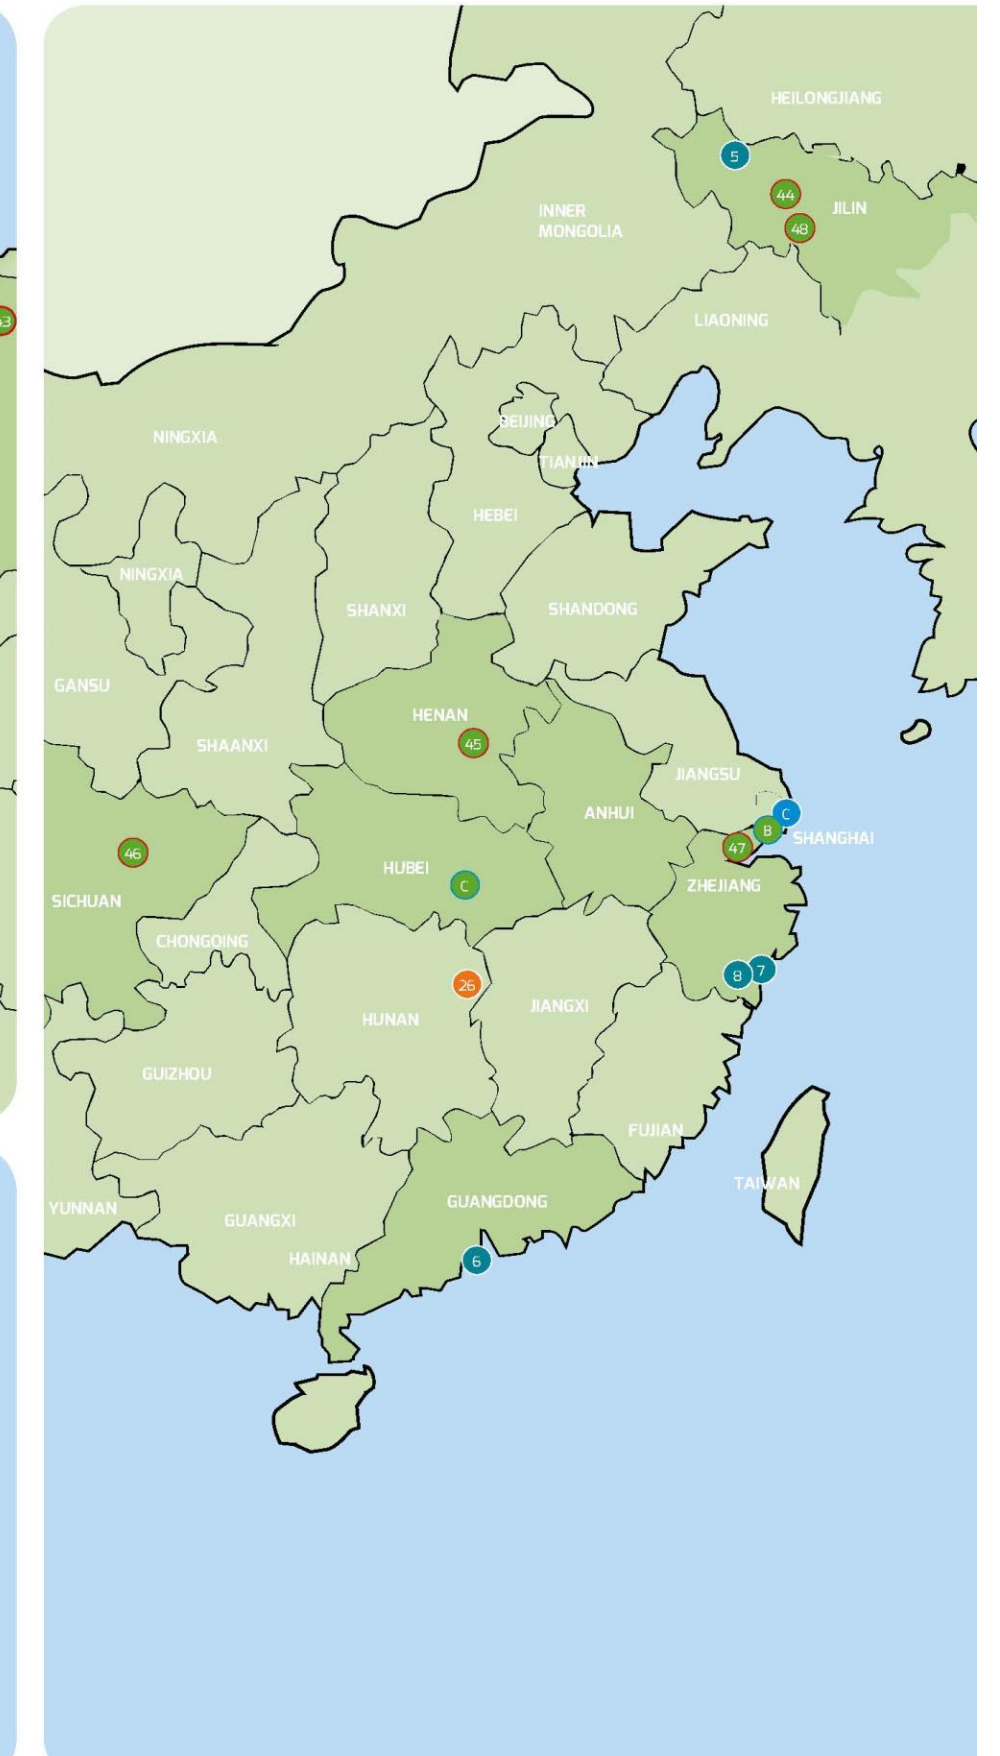 HEILONGJIANG
5
44
JILIN
48
INNER
MONGOLIA
43
LIAONING
BEIJING
NINGXIA
TIANJIN
HEBEI
NINGXIA
SHANXI
SHANDONG
GANSU
HENAN
SHAANXI
45
JIANGSU
ANHUI
C
B
SHANGHAI
47
46
HUBEI
C
ZHEJIANG
SICHUAN
CHONGOING
8
7
26
HUNAN
JIANGXI
GUIZHOU
FUJIAN
TAIWAN
YUNNAN
GUANGDONG
GUANGXI
HAINAN
6